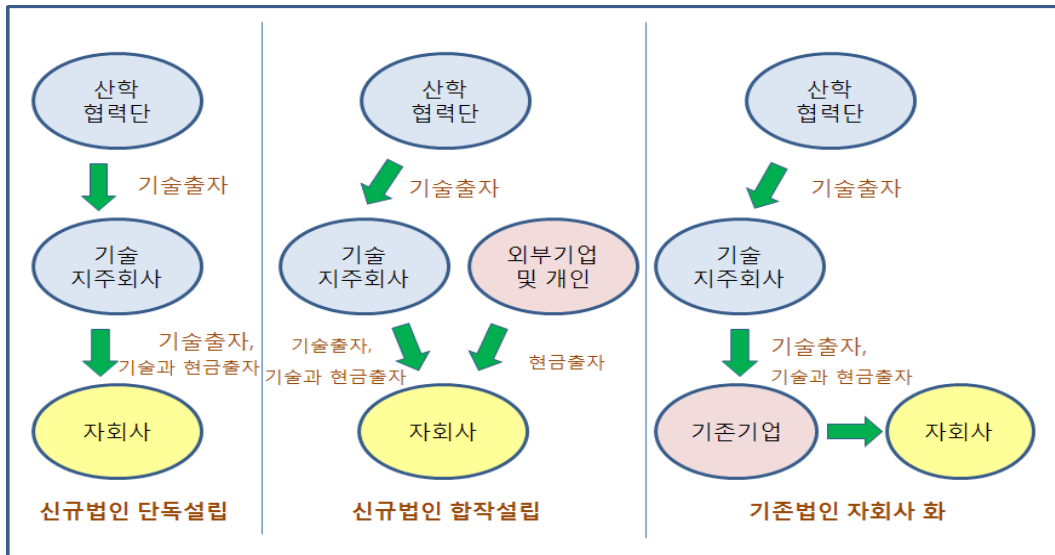 산학
협력단
기술출자
기술
지주회사
기술출자,
기술과 현금출자
자회사
신규법인 단독설립
산학
협력단
기술출자
기술
지주회사
외부기업
및 개인
기술출자,
기술과 현금출자
현금출자
자회사
신규법인 합작설립
산학
협력단
기술출자
기술
지주회사
기술출자,
기술과 현금출자
기존기업
자회사
기존법인 자회사 화